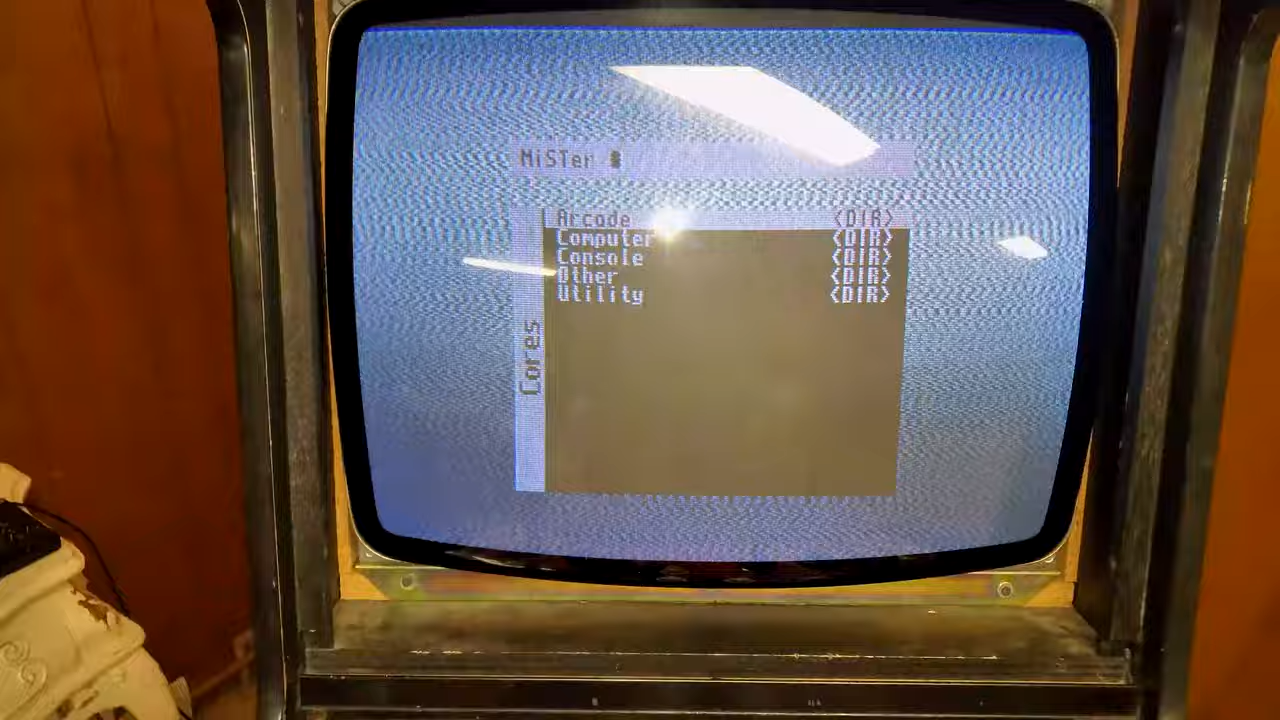 MiSTer
Arcade <DIR>
Computer <DIR>
Console <DIR>
Other <DIR>
Utility <DIR>
Cores